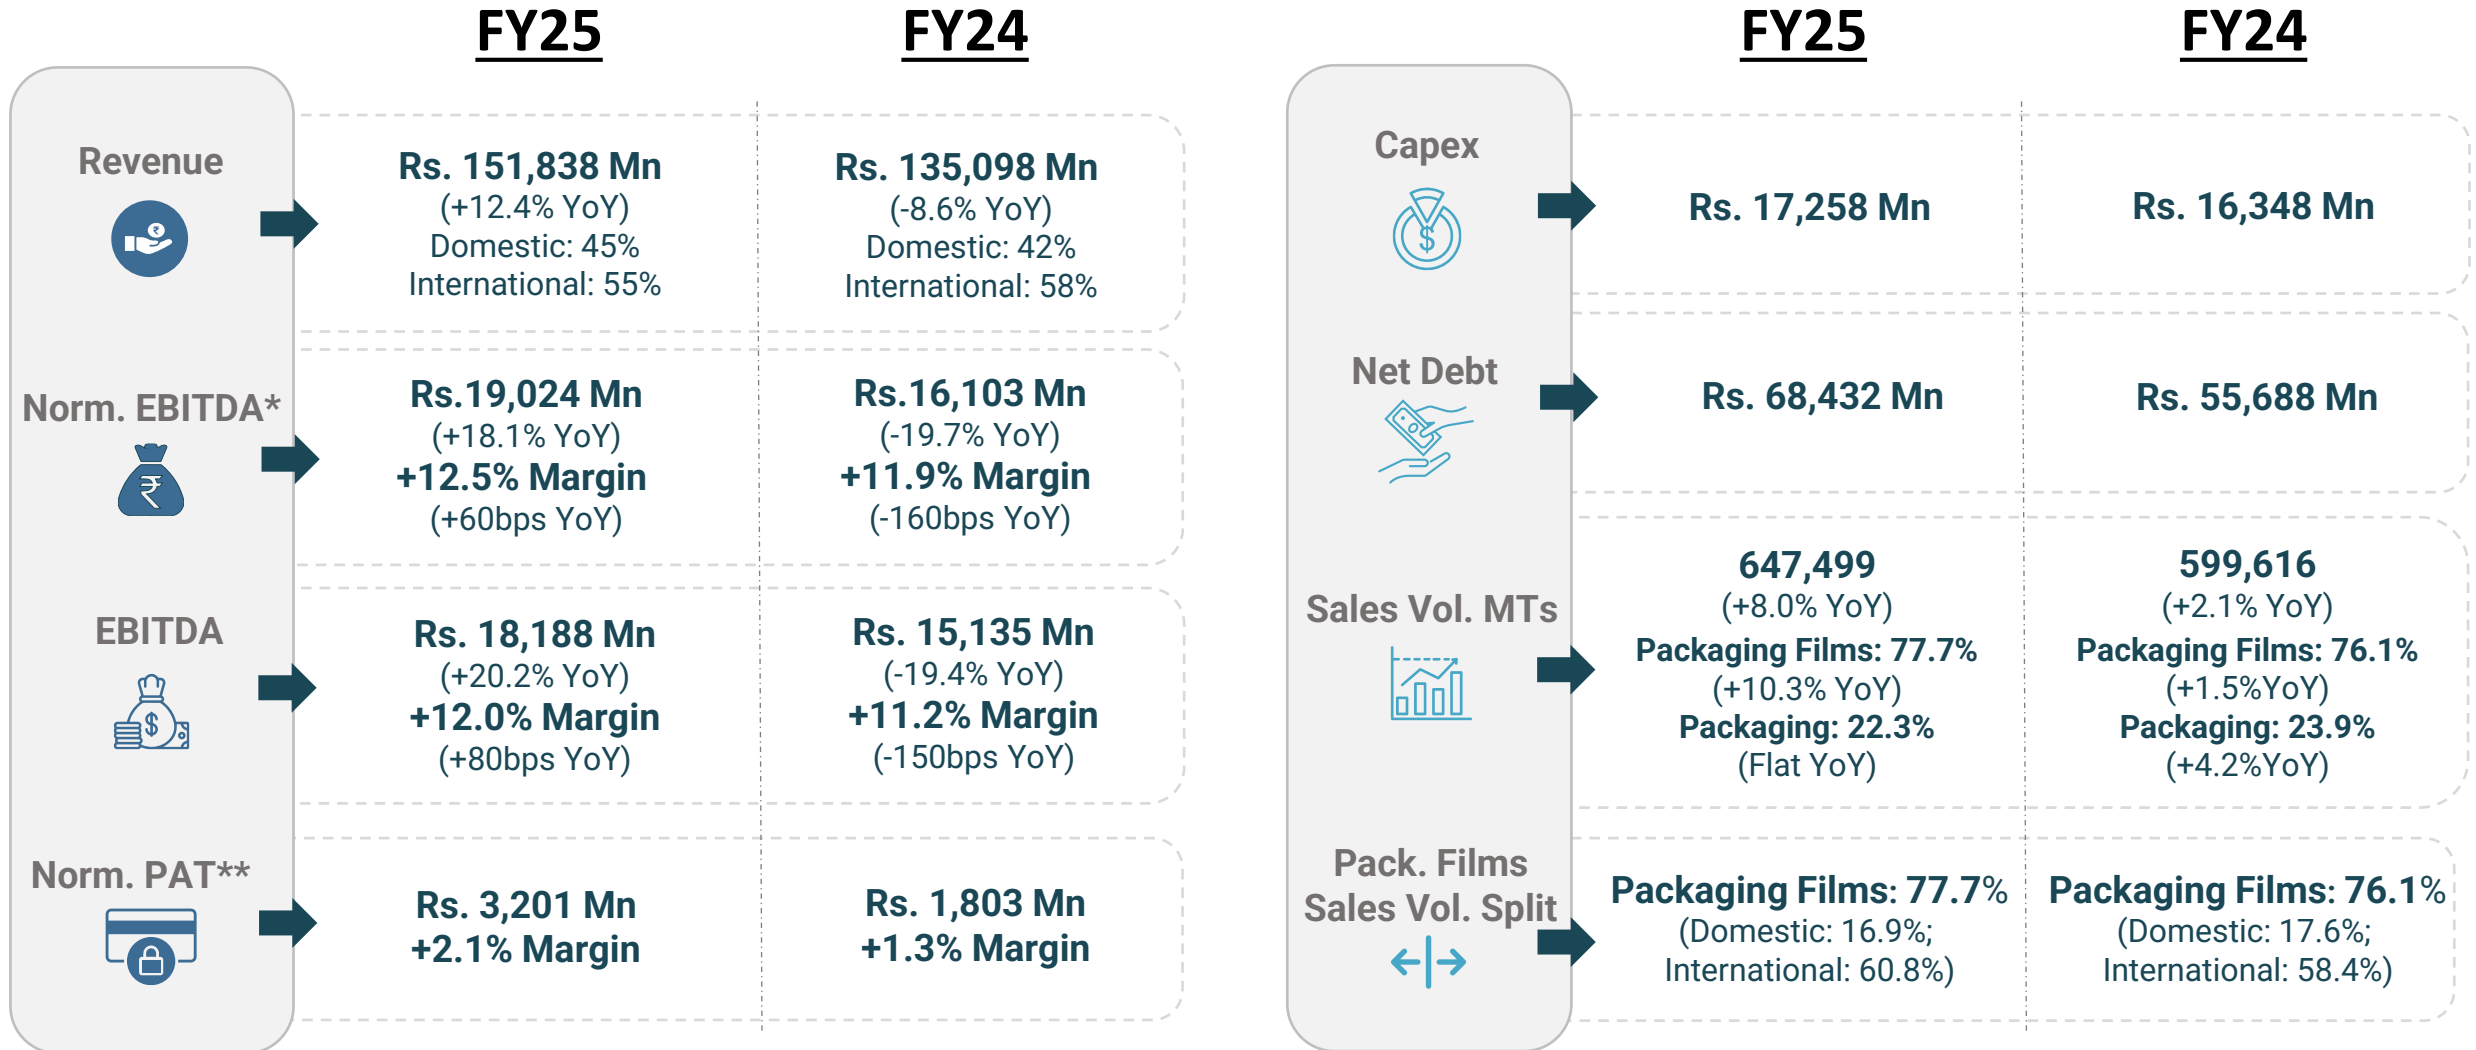 FY25 FY24
Revenue
Rs. 151,838 Mn
(+12.4% YoY)
Domestic: 45%
International: 55%
Rs. 135,098 Mn
(-8.6% YoY)
Domestic: 42%
International: 58%
Norm. EBITDA*
Rs.19,024 Mn
(+18.1% YoY)
+12.5% Margin
(+60bps YoY)
Rs.16,103 Mn
(-19.7% YoY)
+11.9% Margin
(-160bps YoY)
EBITDA
Rs. 18,188 Mn
(+20.2% YoY)
+12.0% Margin
(+80bps YoY)
Rs. 15,135 Mn
(-19.4% YoY)
+11.2% Margin
(-150bps YoY)
Norm. PAT**
Rs. 3,201 Mn
+2.1% Margin
Rs. 1,803 Mn
+1.3% Margin
FY25 FY24
Capex
Rs. 17,258 Mn
Rs. 16,348 Mn
Net Debt
Rs. 68,432 Mn
Rs. 55,688 Mn
Sales Vol. MTs
647,499
(+8.0% YoY)
Packaging Films: 77.7%
(+10.3% YoY)
Packaging: 22.3%
(Flat YoY)
599,616
(+2.1% YoY)
Packaging Films: 76.1%
(+1.5%YoY)
Packaging: 23.9%
(+4.2%YoY)
Pack. Films
Sales Vol. Split
Packaging Films: 77.7%
(Domestic: 16.9%;
International: 60.8%)
Packaging Films: 76.1%
(Domestic: 17.6%;
International: 58.4%)